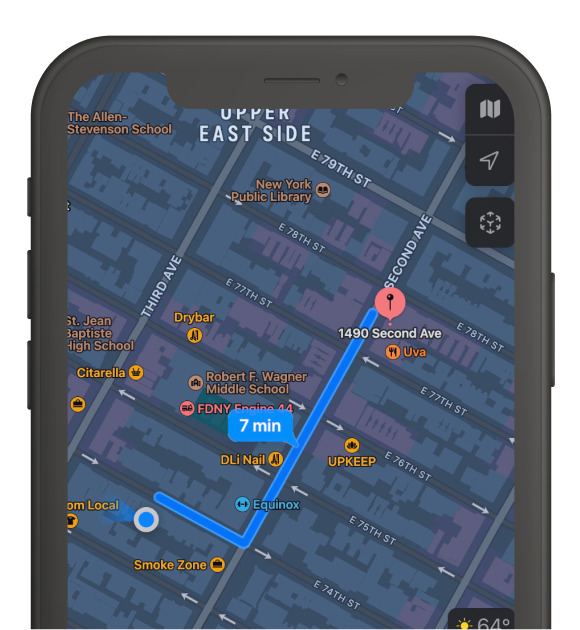 UPPER
EAST SIDE
The Allen-
Stevenson School
E 79TH ST
New York
Public Library
SECOND AVE
E 78TH ST
THIRD AVE
E 77TH ST
Drybar
1490 Second Ave
E 78TH ST
St. Jean
Baptiste
High School
Uva
Citarella
Robert F. Wagner
Middle School
E 77TH ST
FDNY Engine 44
7 min
DLi Nail
UPKEEP
E 76TH ST
om Local
Equinox
E 75TH ST
Smoke Zone
E 74TH ST
64°